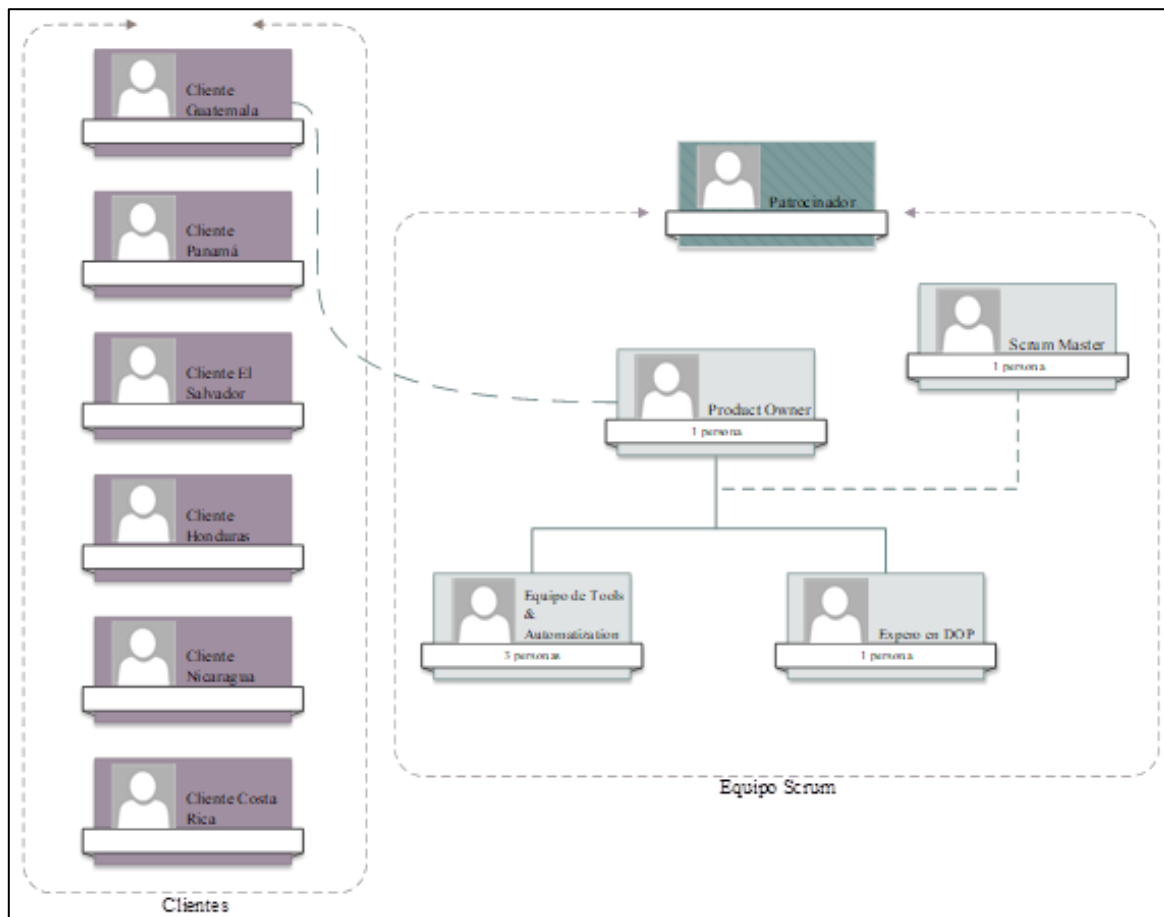 Cliente
Guatemala
Cliente
Panamá
Cliente El
Salvador
Cliente
Honduras
Cliente
Nicaragua
Cliente Costa
Rica
Clientes
Patrocinador
Scrum Master
1 persona
Product Owner
1 persona
Equipo de Tools
&
Automatization
3 personas
Expero en DOP
1 persona
Equipo Scrum